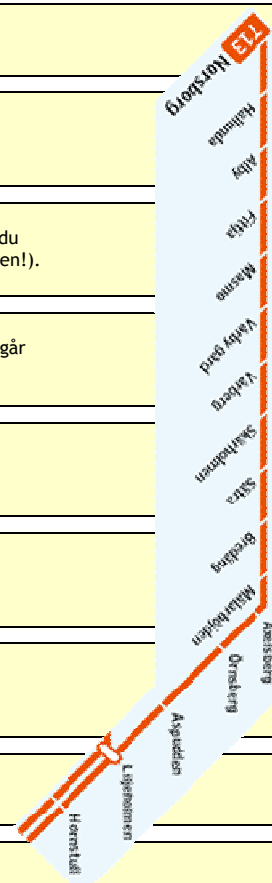 T13
Norsborg
Hallunda
Alby
Fittja
Masmo
Vårby gård
Vårberg
Skärholmen
Sätra
Bredäng
Mälarhöjden
Axelsberg
Örnsberg
Aspudden
Liljeholmen
Hornstull
du
en!).
går